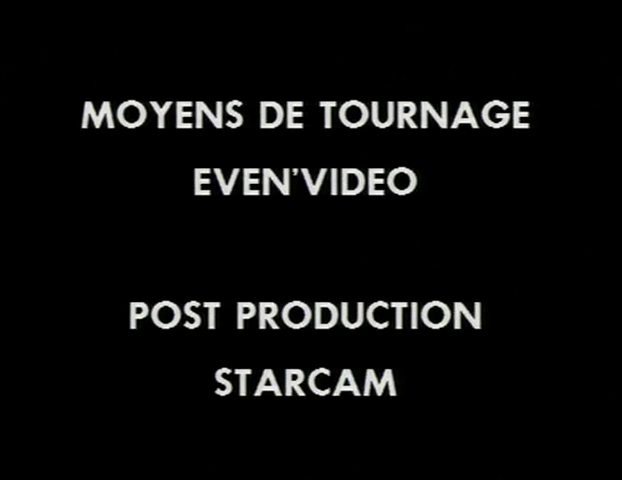 MOYENS DE TOURNAGE
EVEN'VIDEO
POST PRODUCTION
STARCAM